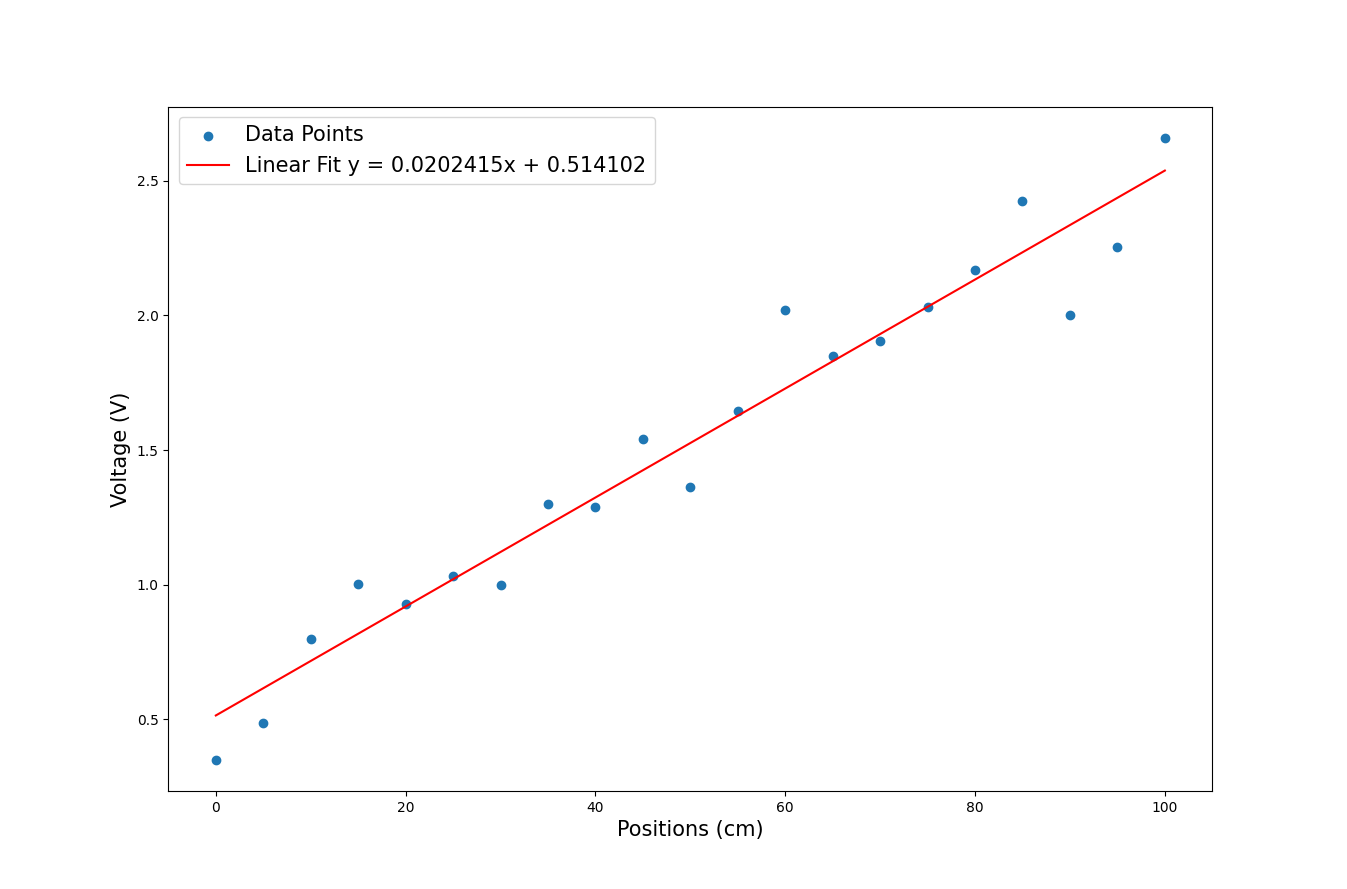 Data Points
Linear Fit y = 0.0202415x + 0.514102
2.5
2.0
1.5
1.0
0.5
Voltage (V)
0 20 40 60 80 100
Positions (cm)